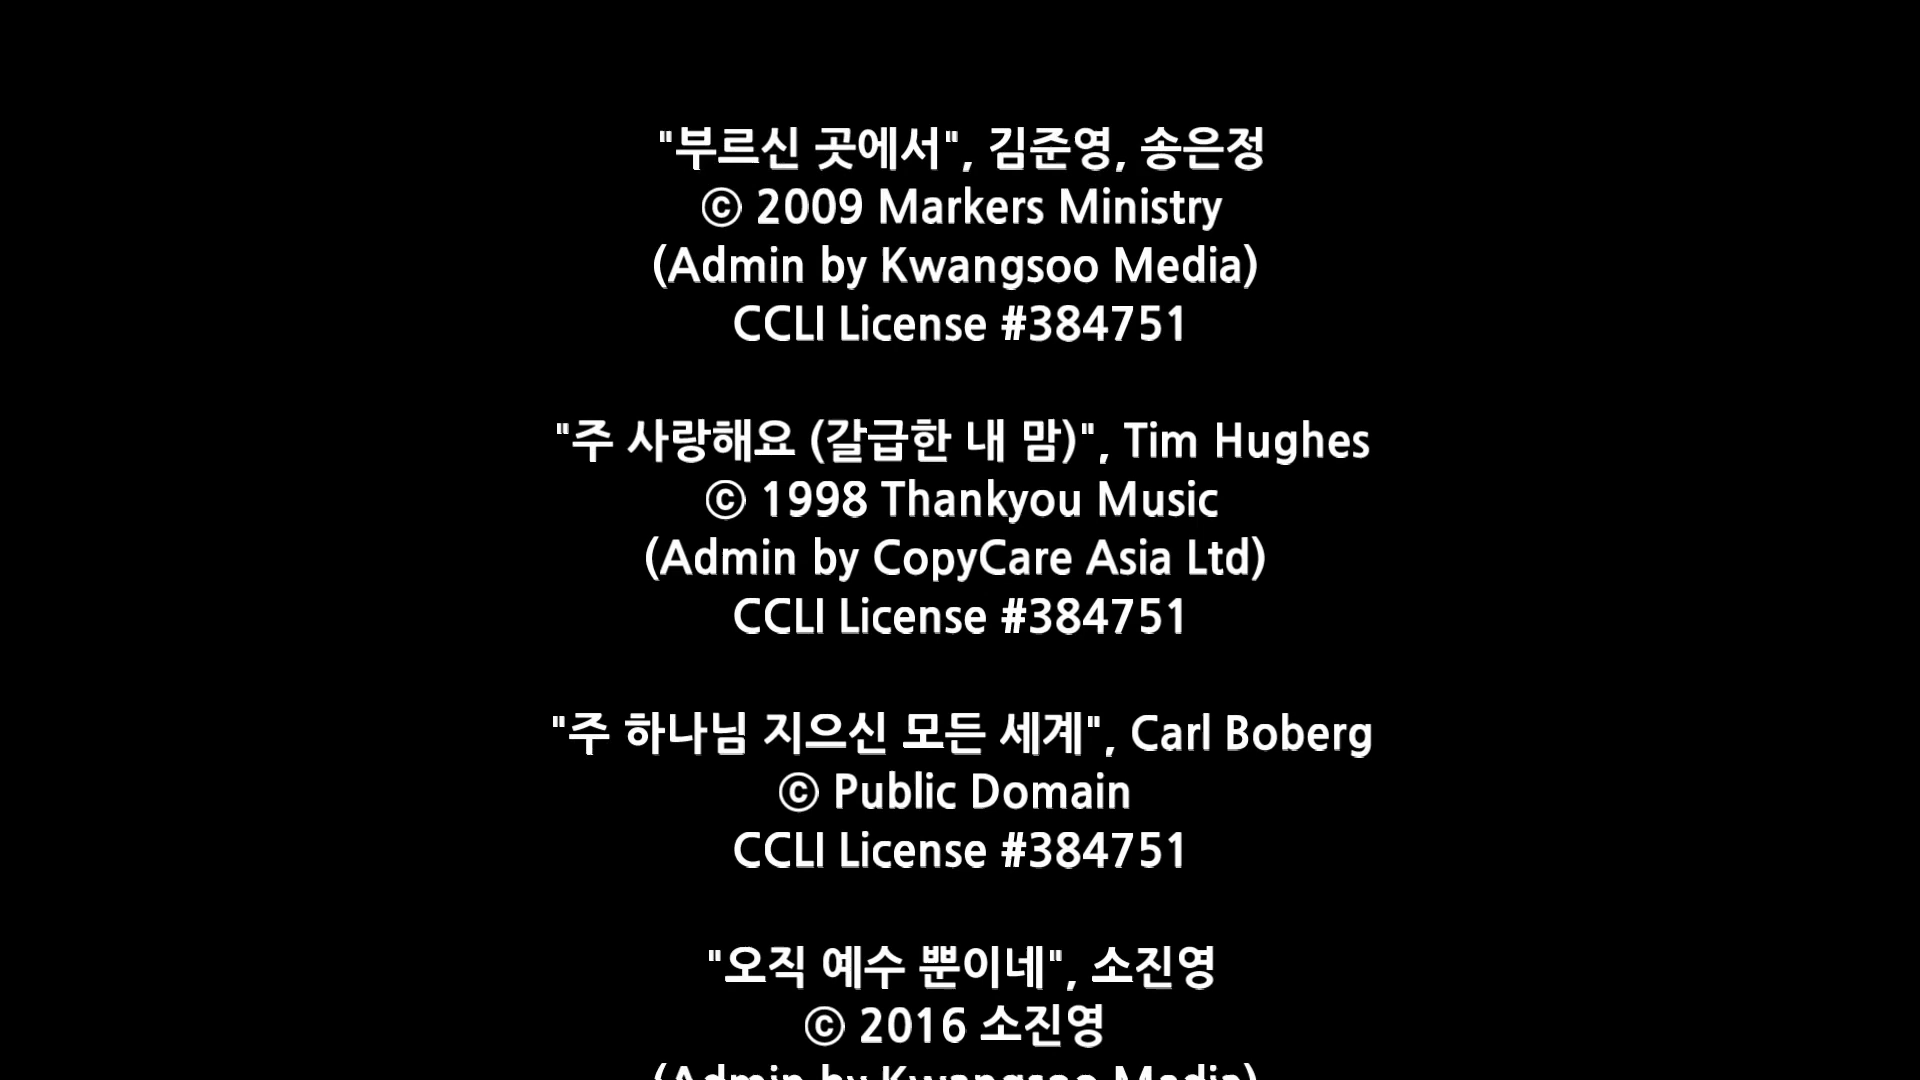 "부르신 곳에서", 김준영, 송은정
ⓒ 2009 Markers Ministry
(Admin by Kwangsoo Media)
CCLI License #384751
"주 사랑해요 (갈급한 내 맘)", Tim Hughes
ⓒ 1998 Thankyou Music
(Admin by CopyCare Asia Ltd)
CCLI License #384751
"주 하나님 지으신 모든 세계", Carl Boberg
ⓒ Public Domain
CCLI License #384751
"오직 예수 뿐이네", 소진영
ⓒ 2016 소진영
(Admin by Kwangsoo Media)